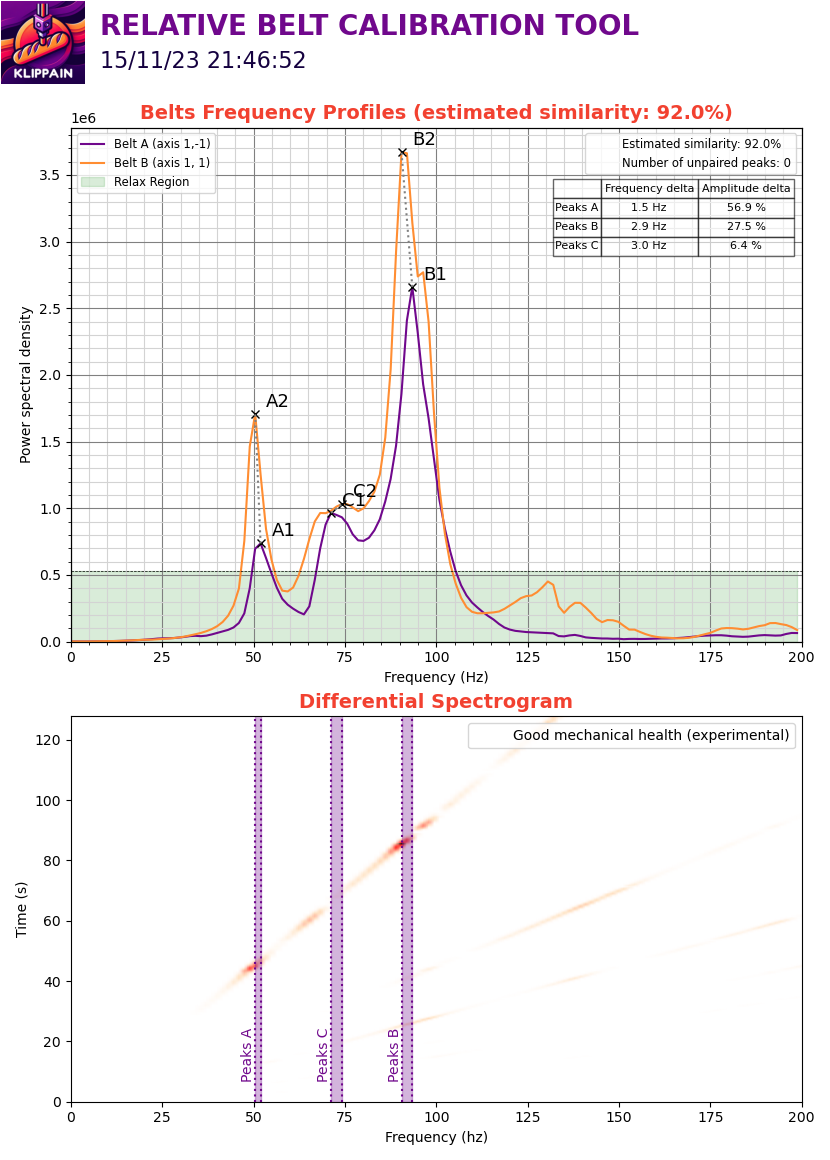 KLIPPAIN
RELATIVE BELT CALIBRATION TOOL
15/11/23 21:46:52
Belts Frequency Profiles (estimated similarity: 92.0%)
1e6
Belt A (axis 1,-1)
Belt B (axis 1, 1)
Relax Region
Estimated similarity: 92.0%
Number of unpaired peaks: 0
Frequency delta Amplitude delta
Peaks A 1.5 Hz 56.9 %
Peaks B 2.9 Hz 27.5 %
Peaks C 3.0 Hz 6.4 %
B2
B1
A2
A1
C2
C1
Power spectral density
3.5
3.0
2.5
2.0
1.5
1.0
0.5
0.0
0 25 50 75 100 125 150 175 200
Frequency (Hz)
Differential Spectrogram
Good mechanical health (experimental)
Time (s)
120
100
80
60
40
20
0
Peaks A
Peaks C
Peaks B
0 25 50 75 100 125 150 175 200
Frequency (hz)